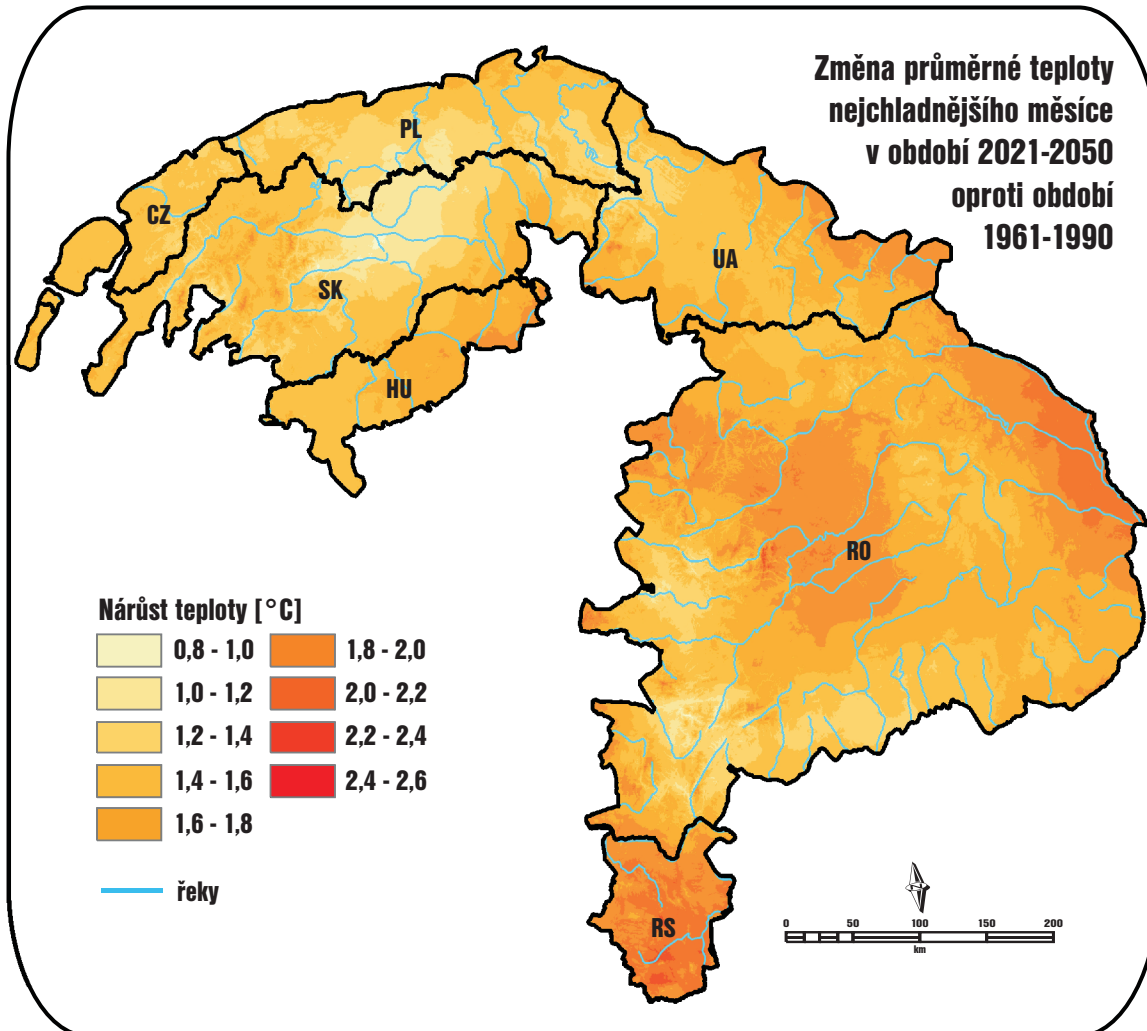 Změna průměrné teploty
nejchladnějšího měsíce
v období 2021-2050
oproti období
1961-1990
PL
CZ
SK
UA
HU
RO
RS
Nárůst teploty [°C]
0,8 - 1,0
1,0 - 1,2
1,2 - 1,4
1,4 - 1,6
1,6 - 1,8
1,8 - 2,0
2,0 - 2,2
2,2 - 2,4
2,4 - 2,6
řeky
0 50 100 150 200
km